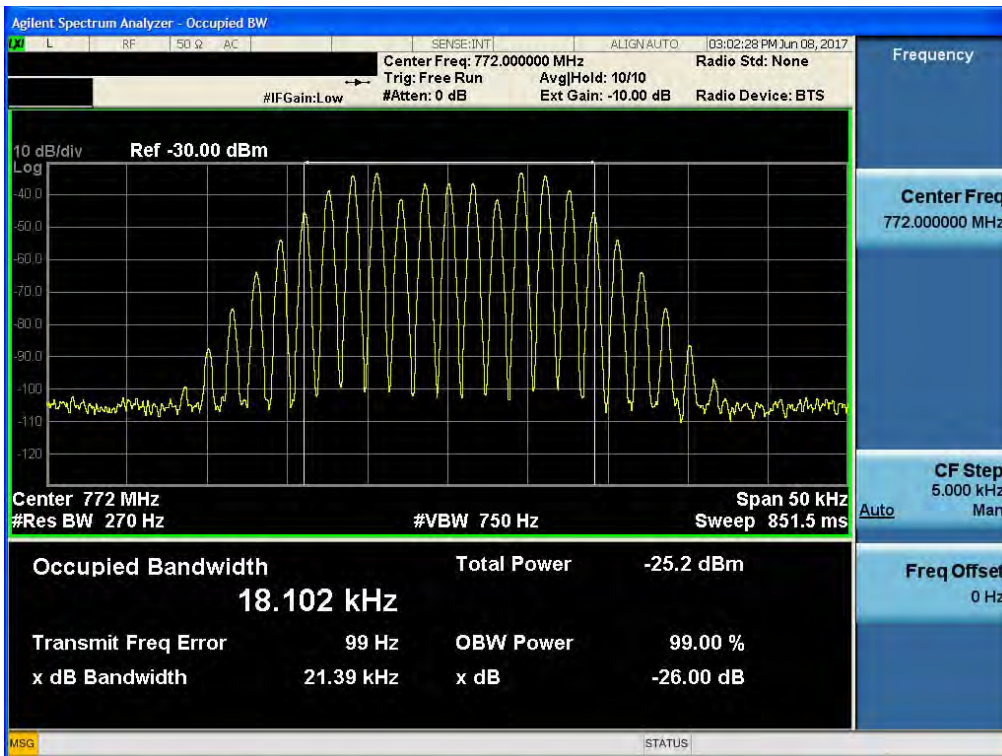 Agilent Spectrum Analyzer - Occupied BW
LXI L RF 50 Ω AC SENSE:INT ALIGN AUTO 03:02:28 PM Jun 08, 2017
Center Freq: 772.000000 MHz Radio Std: None
Trig: Free Run Avg|Hold: 10/10
#IFGain:Low #Atten: 0 dB Ext Gain: -10.00 dB Radio Device: BTS
10 dB/div Ref -30.00 dBm
Log
-40.0
-50.0
-60.0
-70.0
-80.0
-90.0
-100
-110
-120
Center 772 MHz Span 50 kHz
#Res BW 270 Hz #VBW 750 Hz Sweep 851.5 ms
Occupied Bandwidth Total Power -25.2 dBm
18.102 kHz
Transmit Freq Error 99 Hz OBW Power 99.00 %
x dB Bandwidth 21.39 kHz x dB -26.00 dB
MSG STATUS
Frequency
Center Freq
772.000000 MHz
CF Step
5.000 kHz
Auto Man
Freq Offset
0 Hz